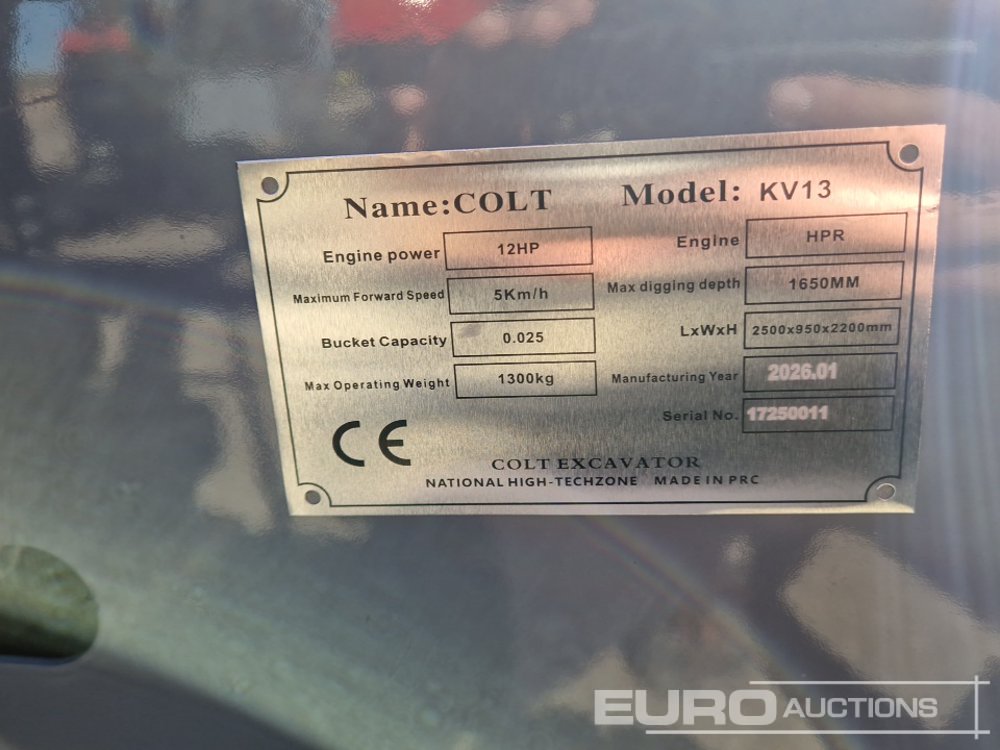 Name:COLT Model: KV13
Engine power 12HP Engine HPR
Maximum Forward Speed 5Km/h Max digging depth 1650MM
Bucket Capacity 0.025 LxWxH 2500x950x2200mm
Max Operating Weight 1300kg Manufacturing Year 2026.01
Serial No. 17250011
CE
COLT EXCAVATOR
NATIONAL HIGH-TECHZONE MADE IN PRC
EURO AUCTIONS